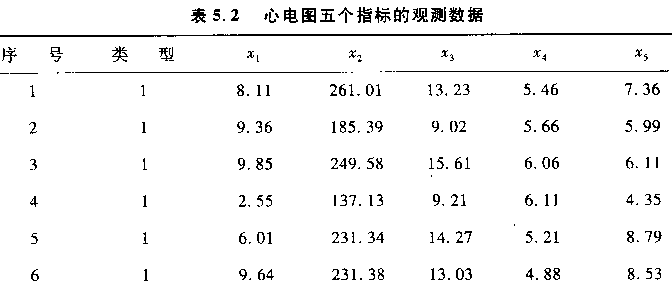 表 5.2 心电图五个指标的观测数据
序 号 类 型 x₁ x₂ x₃ x₄ x₅
1 1 8.11 261.01 13.23 5.46 7.36
2 1 9.36 185.39 9.02 5.66 5.99
3 1 9.85 249.58 15.61 6.06 6.11
4 1 2.55 137.13 9.21 6.11 4.35
5 1 6.01 231.34 14.27 5.21 8.79
6 1 9.64 231.38 13.03 4.88 8.53